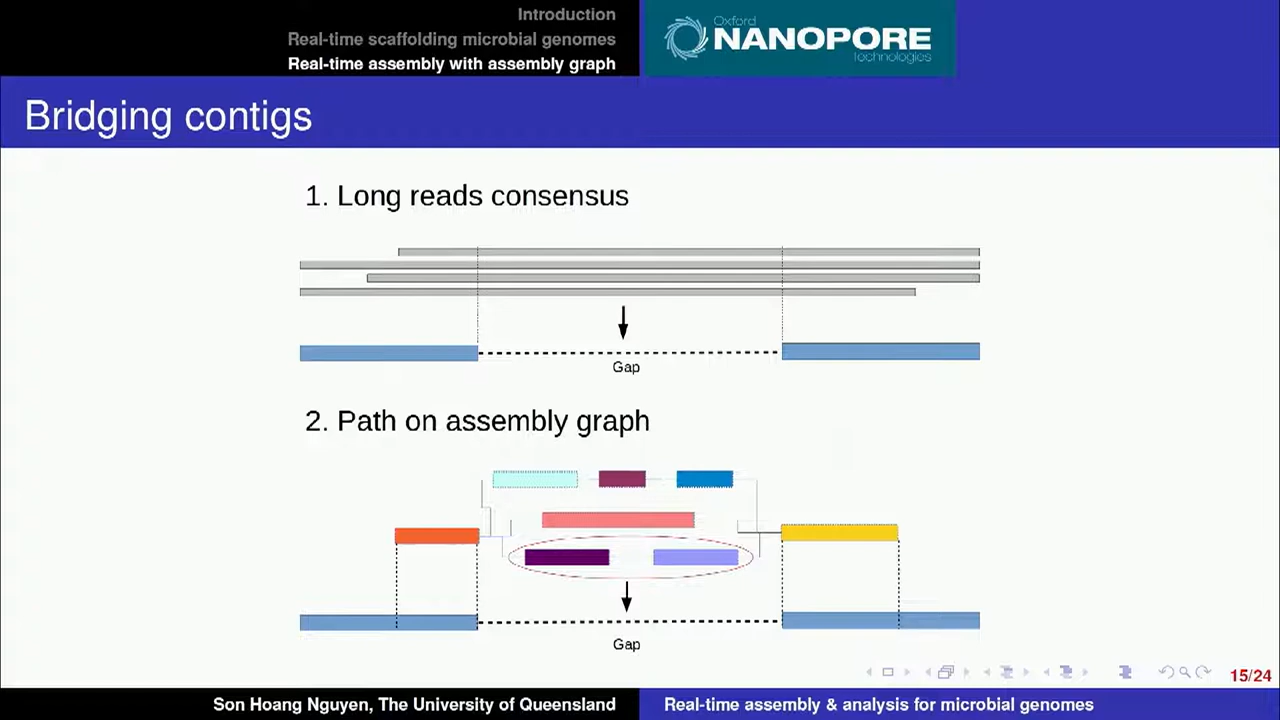 Introduction
Real-time scaffolding microbial genomes
Real-time assembly with assembly graph
Oxford
NANOPORE
Technologies
Bridging contigs
1. Long reads consensus
Gap
2. Path on assembly graph
Gap
15/24
Son Hoang Nguyen, The University of Queensland
Real-time assembly & analysis for microbial genomes